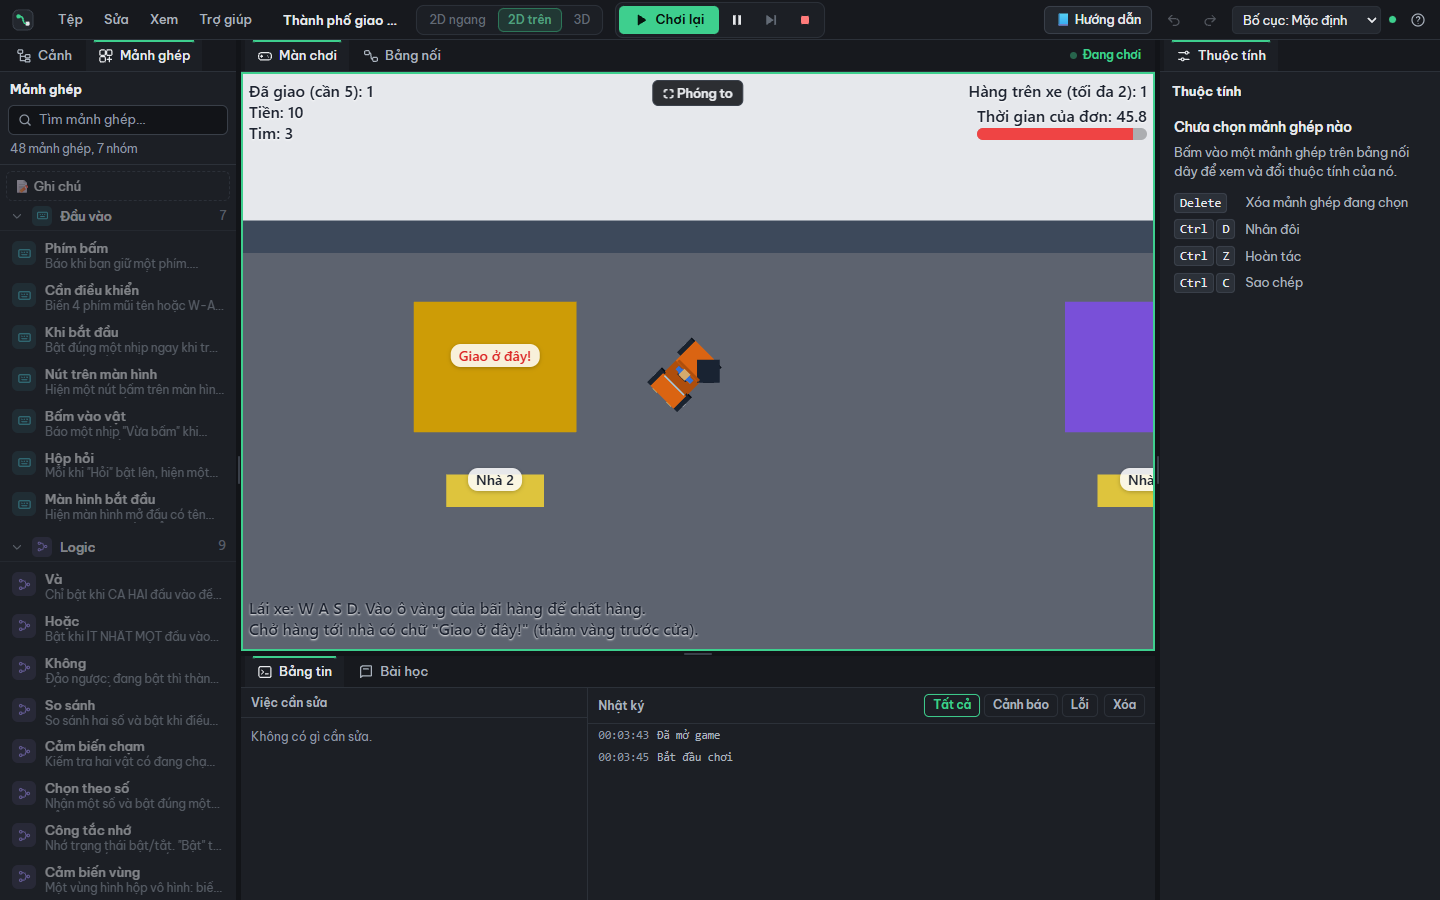 Tệp Sửa Xem Trợ giúp Thành phố giao ... 2D ngang 2D trên 3D Chơi lại Hướng dẫn Bố cục: Mặc định
Cảnh Mảnh ghép
Màn chơi Bảng nối Đang chơi
Thuộc tính
Mảnh ghép
Tìm mảnh ghép...
48 mảnh ghép, 7 nhóm
Ghi chú
Đầu vào 7
Phím bấm
Báo khi bạn giữ một phím....
Cần điều khiển
Biến 4 phím mũi tên hoặc W-A...
Khi bắt đầu
Bật đúng một nhịp ngay khi tr...
Nút trên màn hình
Hiện một nút bấm trên màn hìn...
Bấm vào vật
Báo một nhịp "Vừa bấm" khi...
Hộp hỏi
Mỗi khi "Hỏi" bật lên, hiện một...
Màn hình bắt đầu
Hiện màn hình mở đầu có tên...
Logic 9
Và
Chỉ bật khi CẢ HAI đầu vào đề...
Hoặc
Bật khi ÍT NHẤT MỘT đầu vào...
Không
Đảo ngược: đang bật thì thàn...
So sánh
So sánh hai số và bật khi điều...
Cảm biến chạm
Kiểm tra hai vật có đang chạ...
Chọn theo số
Nhận một số và bật đúng một...
Công tắc nhớ
Nhớ trạng thái bật/tắt. "Bật" t...
Cảm biến vùng
Một vùng hình hộp vô hình: biế...
Đã giao (cần 5): 1
Tiền: 10
Tim: 3
Phóng to
Hàng trên xe (tối đa 2): 1
Thời gian của đơn: 45.8
Giao ở đây!
Nhà 2
Nhà
Lái xe: W A S D. Vào ô vàng của bãi hàng để chất hàng.
Chở hàng tới nhà có chữ "Giao ở đây!" (thảm vàng trước cửa).
Bảng tin Bài học
Việc cần sửa
Không có gì cần sửa.
Nhật ký Tất cả Cảnh báo Lỗi Xóa
00:03:43 Đã mở game
00:03:45 Bắt đầu chơi
Thuộc tính
Chưa chọn mảnh ghép nào
Bấm vào một mảnh ghép trên bảng nối
dây để xem và đổi thuộc tính của nó.
Delete Xóa mảnh ghép đang chọn
Ctrl D Nhân đôi
Ctrl Z Hoàn tác
Ctrl C Sao chép